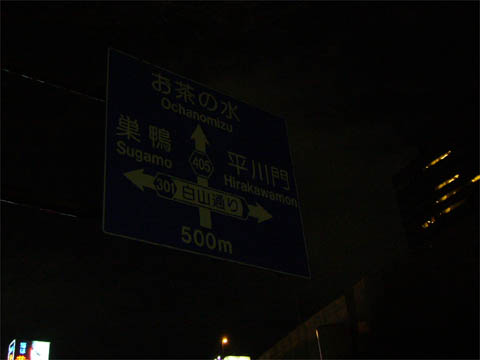 お茶の水
Ochanomizu
巣鴨
Sugamo
405
平川門
Hirakawamon
301
白山通り
500m